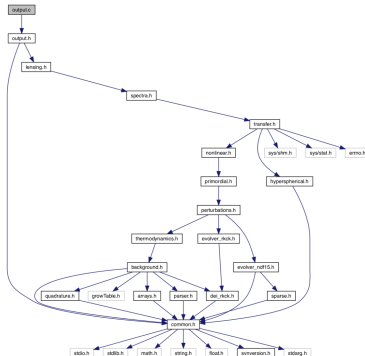 output.c
output.h
lensing.h
spectra.h
transfer.h
nonlinear.h
sys/shm.h
sys/stat.h
errno.h
primordial.h
hyperspherical.h
perturbations.h
thermodynamics.h
evolver_rkck.h
background.h
evolver_ndf15.h
quadrature.h
growTable.h
arrays.h
parser.h
dei_rkck.h
sparse.h
common.h
stdio.h
stdlib.h
math.h
string.h
float.h
svnversion.h
stdarg.h